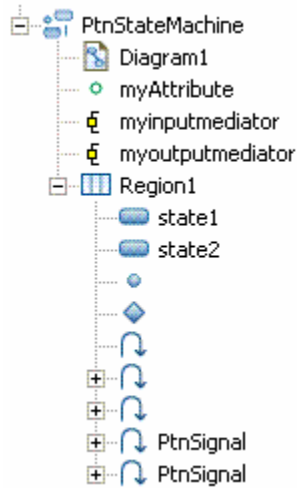 PtnStateMachine
Diagram1
myAttribute
myinputmediator
myoutputmediator
Region1
state1
state2
PtnSignal
PtnSignal